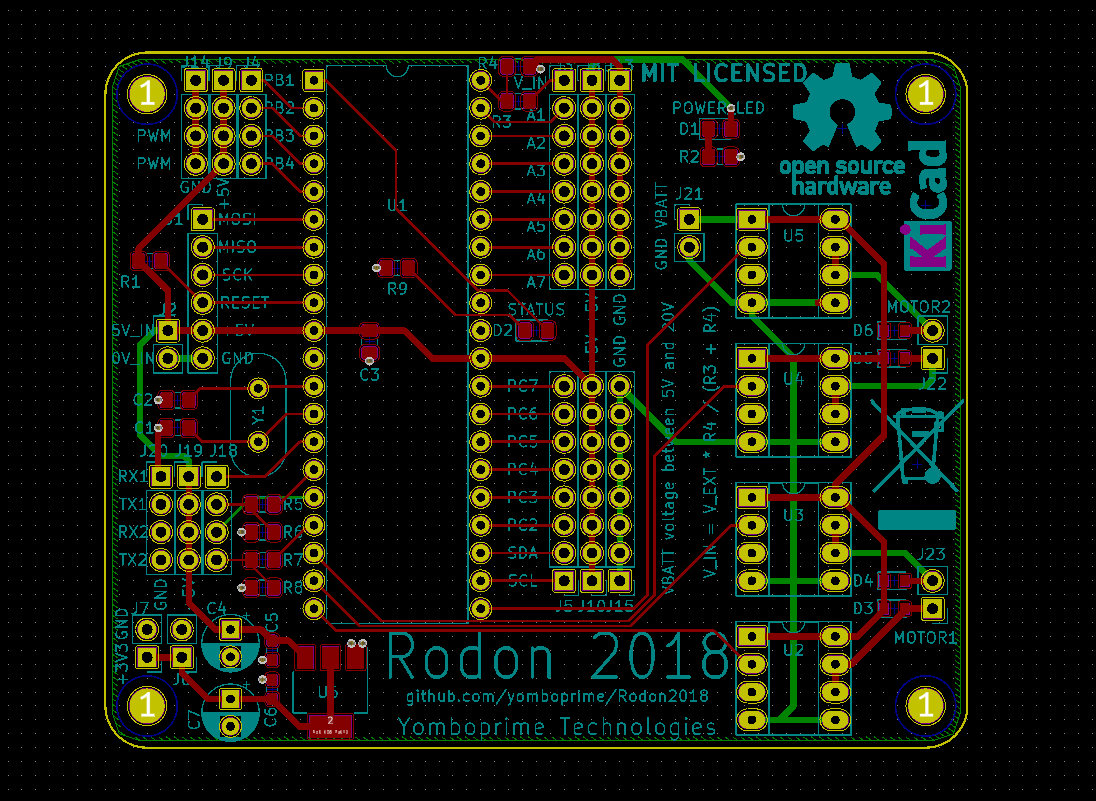 J14 J9 J4
PB1
PB2
PB3
PB4
PWM
PWM
GND
+5V
MOSI
MISO
SCK
RESET
+5V
GND
R1
J2
5V_IN
0V_IN
C2
C1
Y1
J20 J19 J18
RX1
TX1
RX2
TX2
GND
R5
R6
R7
R8
J7
GND
+3V3
C4
C5
C7
C6
U1
R9
C3
STATUS
D2
R4
V_IN
R3
A1
A2
A3
A4
A5
A6
A7
GND GND
PC7
PC6
PC5
PC4
PC3
PC2
SDA
SCL
J5 J10 J15
MIT LICENSED
POWER LED
D1
R2
J21
GND VBATT
VBATT voltage between 5V and 20V
V_IN = V_EXT * R4 / (R3 + R4)
U5
U4
U3
U2
open source
hardware
KiCad
MOTOR2
D6
D5
J22
J23
D4
D3
MOTOR1
Rodon 2018
github.com/yomboprime/Rodon2018
Yomboprime Technologies
1
1
1
1
2